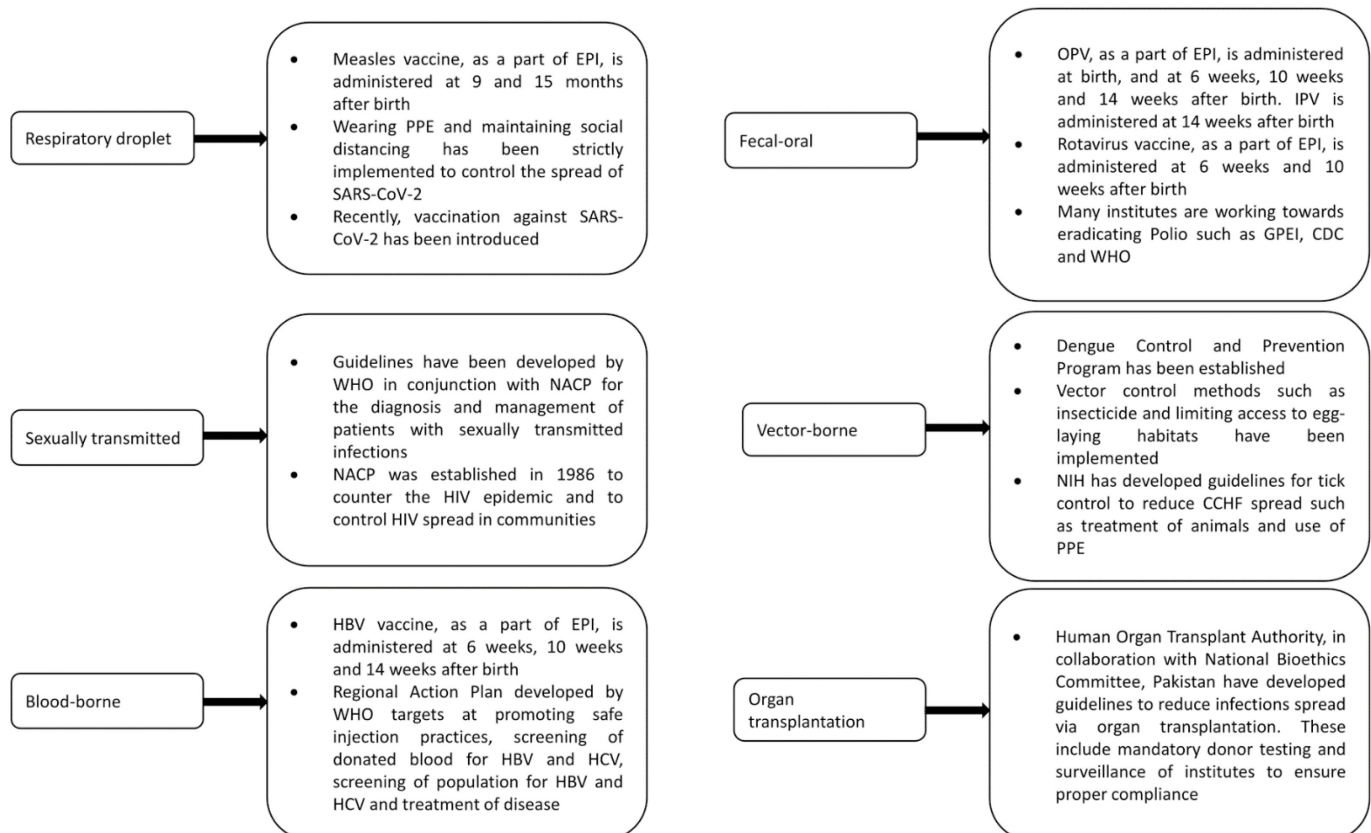 Respiratory droplet
• Measles vaccine, as a part of EPI, is
administered at 9 and 15 months
after birth
• Wearing PPE and maintaining social
distancing has been strictly
implemented to control the spread of
SARS-CoV-2
• Recently, vaccination against SARS-
CoV-2 has been introduced
Fecal-oral
• OPV, as a part of EPI, is administered
at birth, and at 6 weeks, 10 weeks
and 14 weeks after birth. IPV is
administered at 14 weeks after birth
• Rotavirus vaccine, as a part of EPI, is
administered at 6 weeks and 10
weeks after birth
• Many institutes are working towards
eradicating Polio such as GPEI, CDC
and WHO
Sexually transmitted
• Guidelines have been developed by
WHO in conjunction with NACP for
the diagnosis and management of
patients with sexually transmitted
infections
• NACP was established in 1986 to
counter the HIV epidemic and to
control HIV spread in communities
Vector-borne
• Dengue Control and Prevention
Program has been established
• Vector control methods such as
insecticide and limiting access to egg-
laying habitats have been
implemented
• NIH has developed guidelines for tick
control to reduce CCHF spread such
as treatment of animals and use of
PPE
Blood-borne
• HBV vaccine, as a part of EPI, is
administered at 6 weeks, 10 weeks
and 14 weeks after birth
• Regional Action Plan developed by
WHO targets at promoting safe
injection practices, screening of
donated blood for HBV and HCV,
screening of population for HBV and
HCV and treatment of disease
Organ
transplantation
• Human Organ Transplant Authority, in
collaboration with National Bioethics
Committee, Pakistan have developed
guidelines to reduce infections spread
via organ transplantation. These
include mandatory donor testing and
surveillance of institutes to ensure
proper compliance